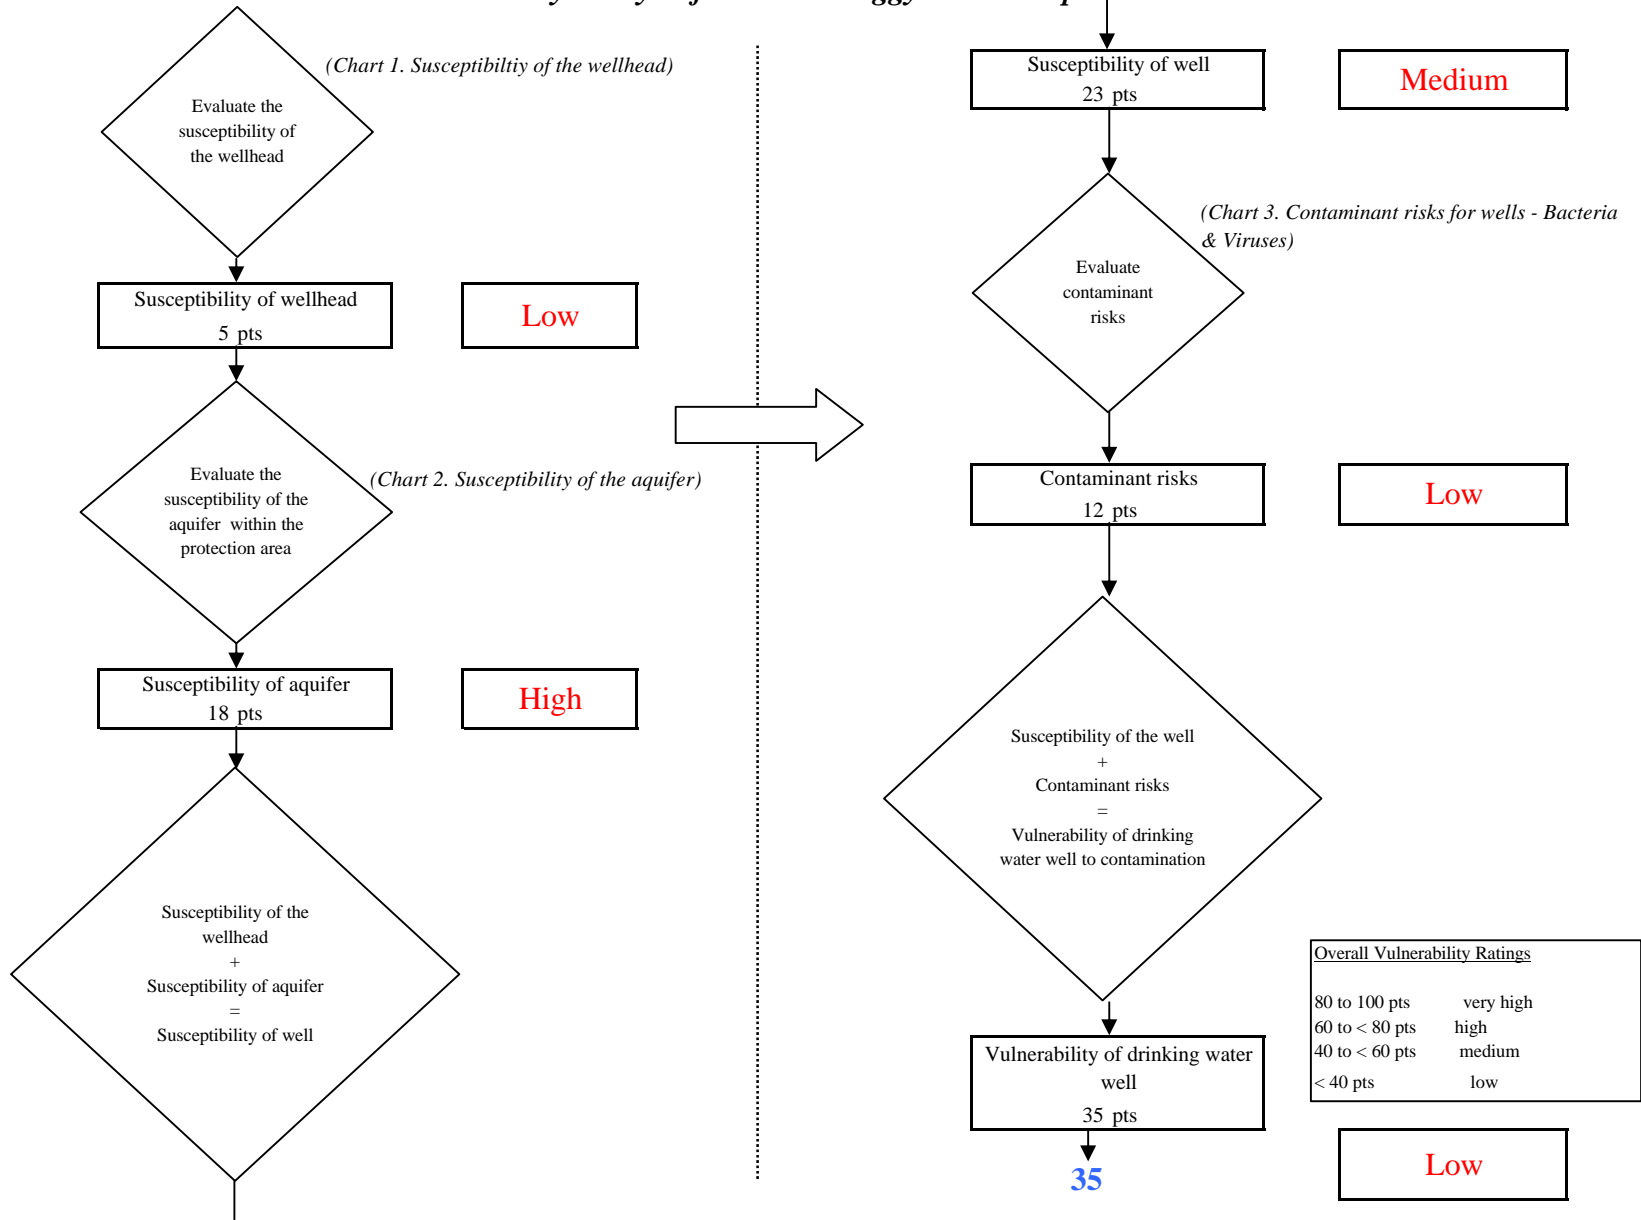 (Chart 1. Susceptibiltiy of the wellhead)
Evaluate the
susceptibility of
the wellhead
Susceptibility of wellhead
5 pts
Low
Evaluate the
susceptibility of the
aquifer within the
protection area
(Chart 2. Susceptibility of the aquifer)
Susceptibility of aquifer
18 pts
High
Susceptibility of the
wellhead
+
Susceptibility of aquifer
=
Susceptibility of well
Susceptibility of well
23 pts
Medium
(Chart 3. Contaminant risks for wells - Bacteria
& Viruses)
Evaluate
contaminant
risks
Contaminant risks
12 pts
Low
Susceptibility of the well
+
Contaminant risks
=
Vulnerability of drinking
water well to contamination
Overall Vulnerability Ratings
80 to 100 pts very high
60 to < 80 pts high
40 to < 60 pts medium
< 40 pts low
Vulnerability of drinking water
well
35 pts
35
Low